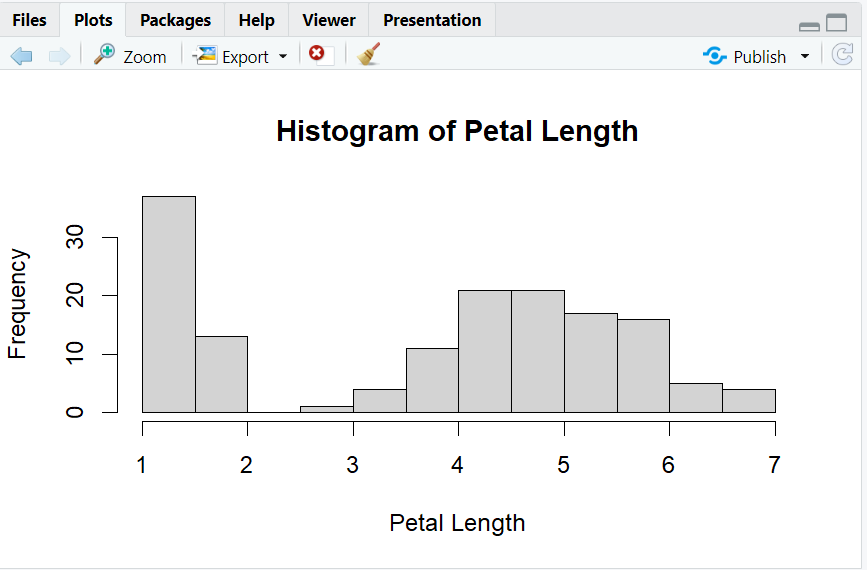 Files Plots Packages Help Viewer Presentation
Zoom Export Publish
Histogram of Petal Length
Frequency
30
20
10
0
1 2 3 4 5 6 7
Petal Length